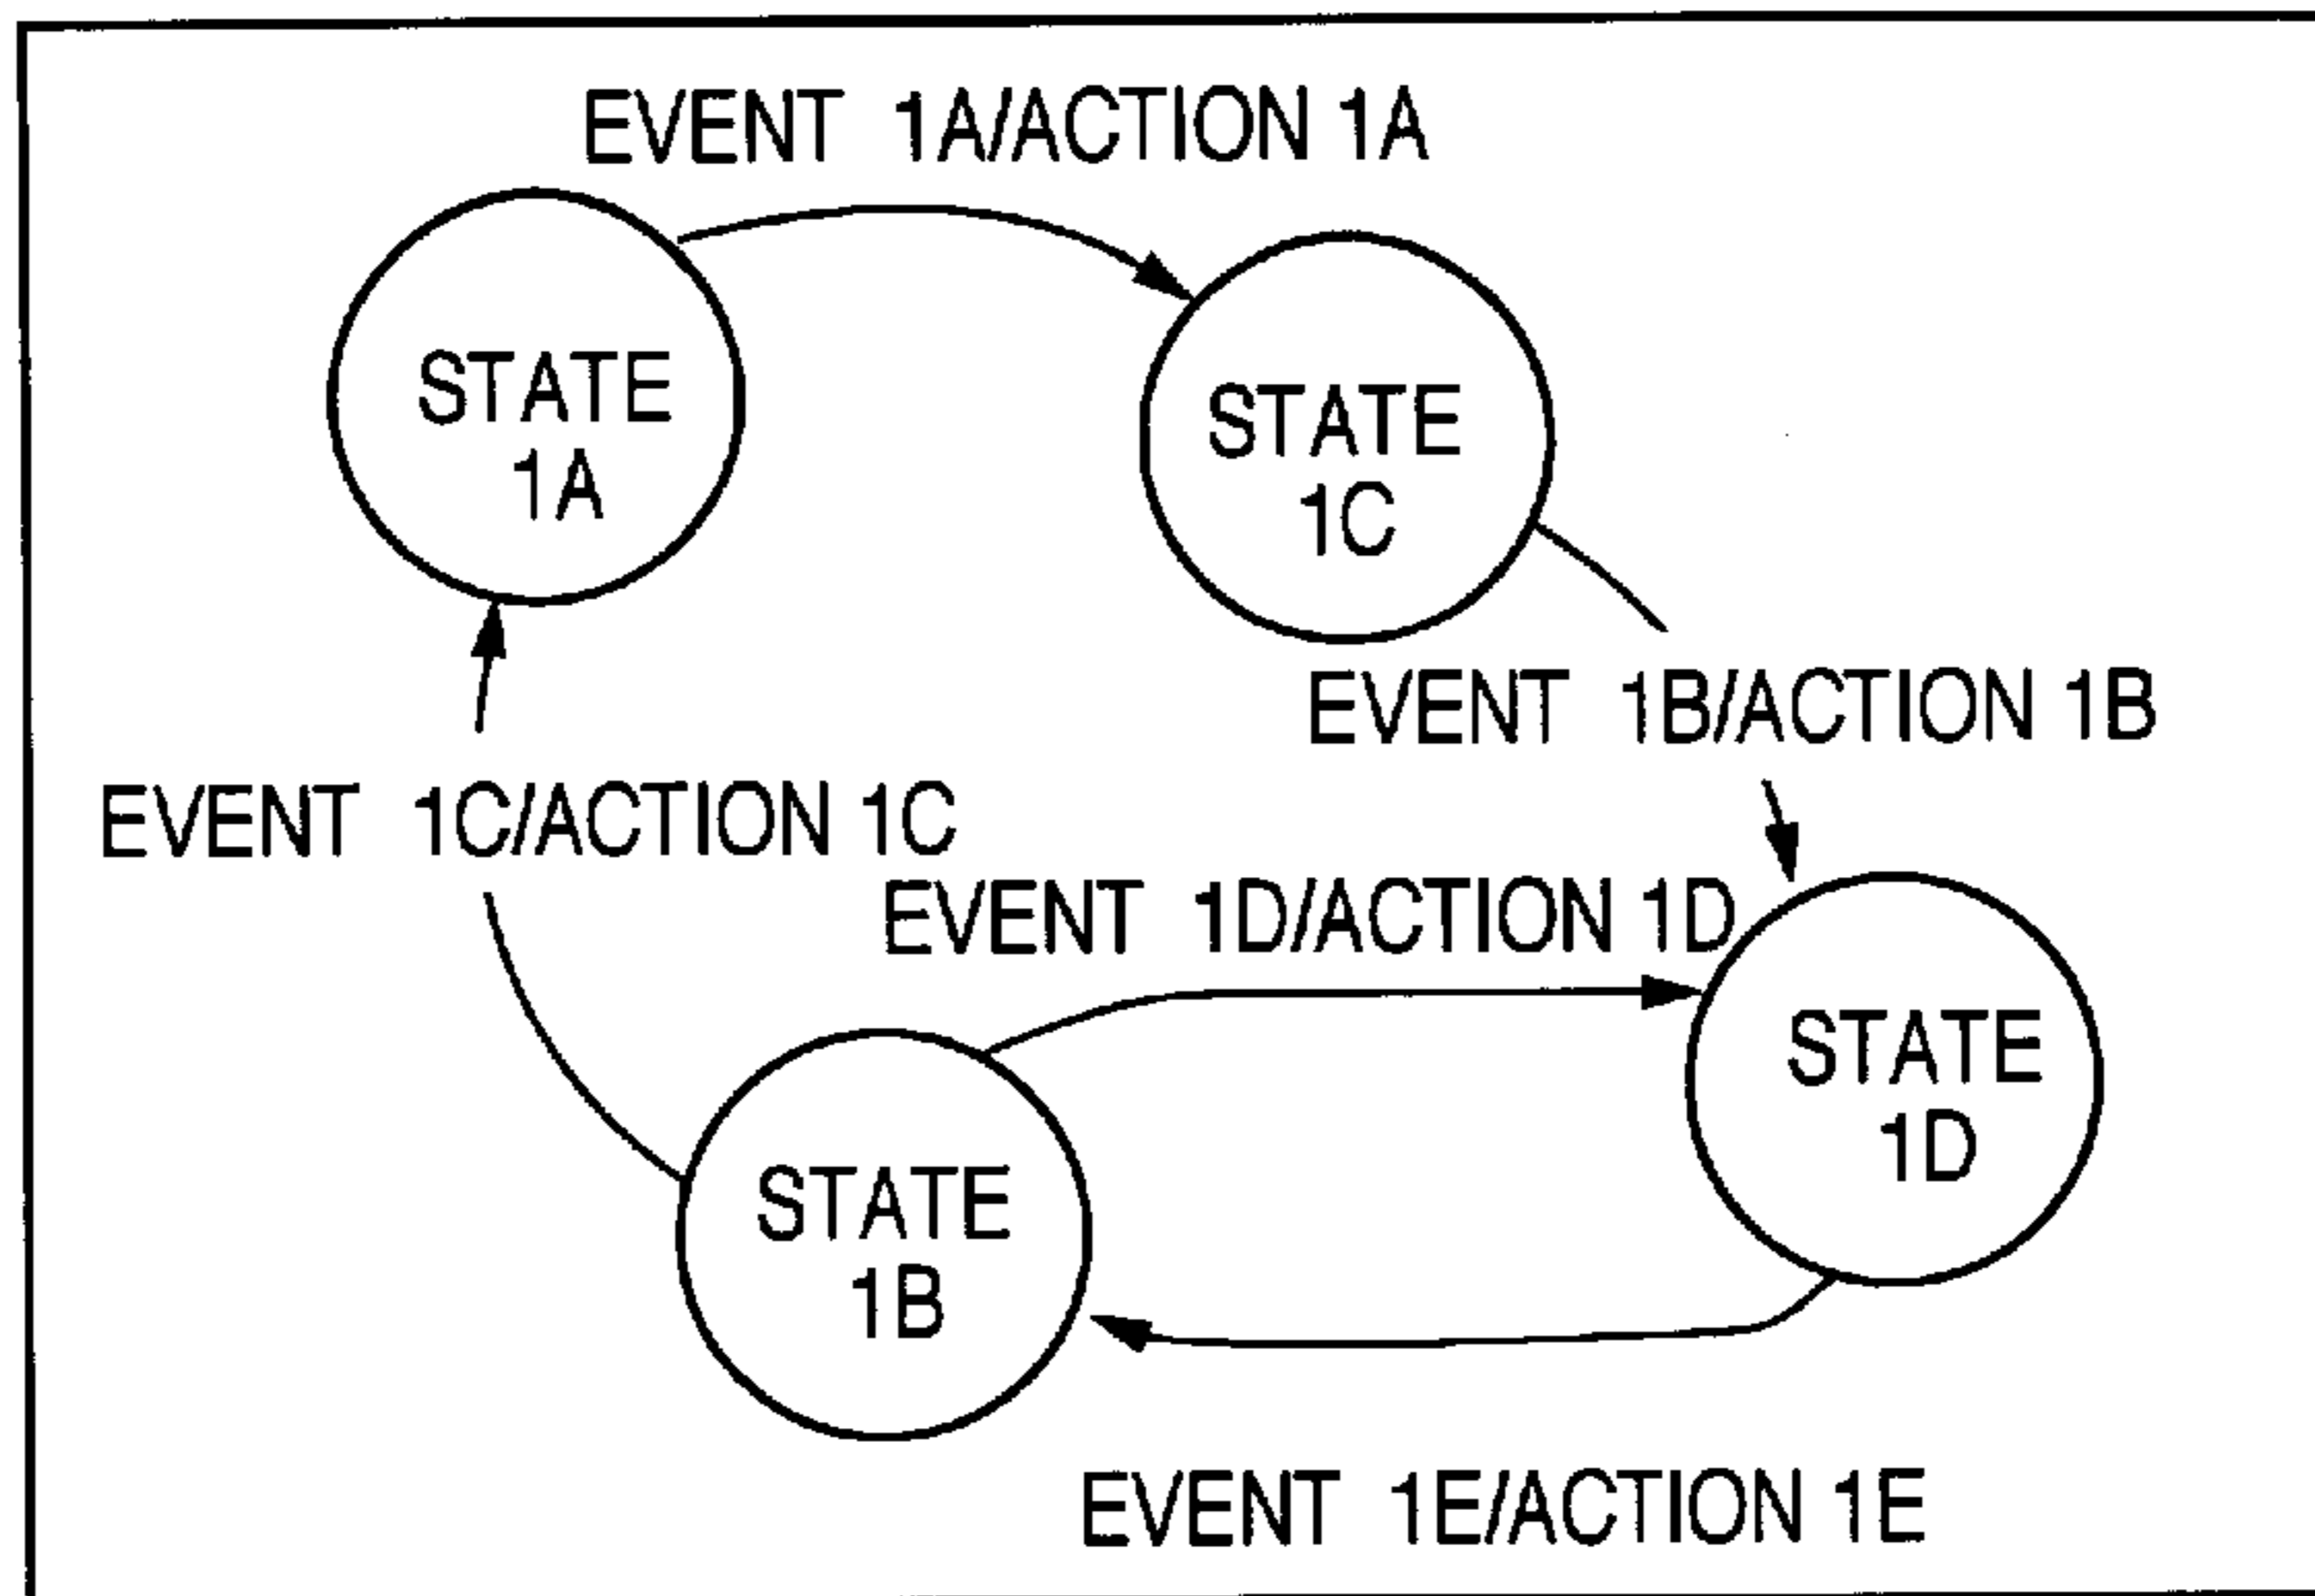 EVENT 1A/ACTION 1A
STATE
1A
STATE
1C
EVENT 1B/ACTION 1B
EVENT 1C/ACTION 1C
EVENT 1D/ACTION 1D
STATE
1D
STATE
1B
EVENT 1E/ACTION 1E